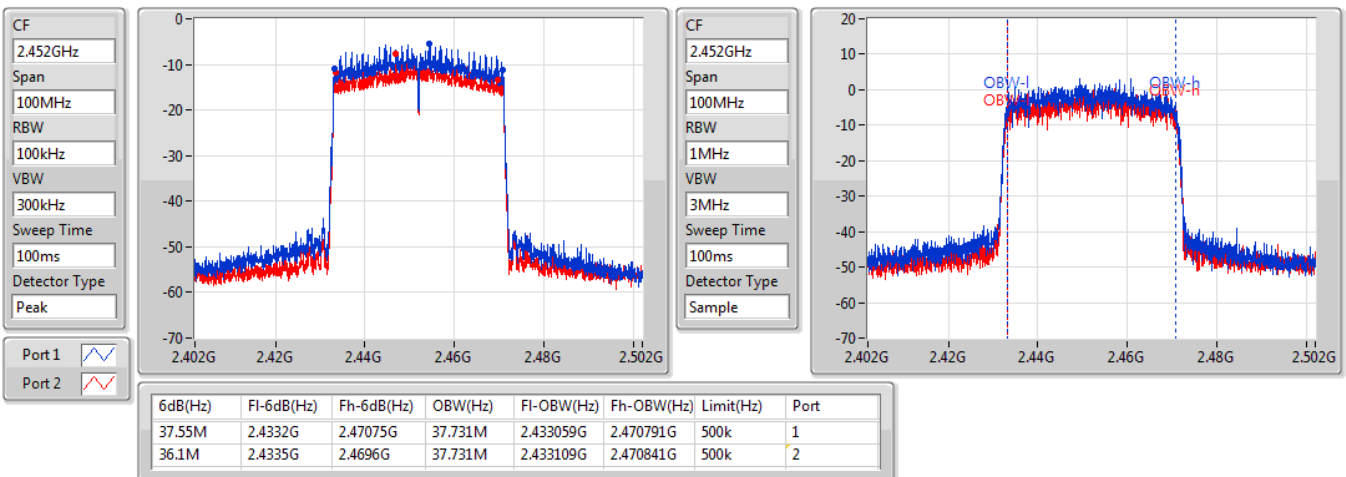 CF
2.452GHz
Span
100MHz
RBW
100kHz
VBW
300kHz
Sweep Time
100ms
Detector Type
Peak
Port 1
Port 2
0
-10
-20
-30
-40
-50
-60
-70
2.402G 2.42G 2.44G 2.46G 2.48G 2.502G
CF
2.452GHz
Span
100MHz
RBW
1MHz
VBW
3MHz
Sweep Time
100ms
Detector Type
Sample
20
10
0
-10
-20
-30
-40
-50
-60
-70
OBW-l OBW-h
2.402G 2.42G 2.44G 2.46G 2.48G 2.502G
6dB(Hz) Fl-6dB(Hz) Fh-6dB(Hz) OBW(Hz) Fl-OBW(Hz) Fh-OBW(Hz) Limit(Hz) Port
37.55M 2.4332G 2.47075G 37.731M 2.433059G 2.470791G 500k 1
36.1M 2.4335G 2.4696G 37.731M 2.433109G 2.470841G 500k 2